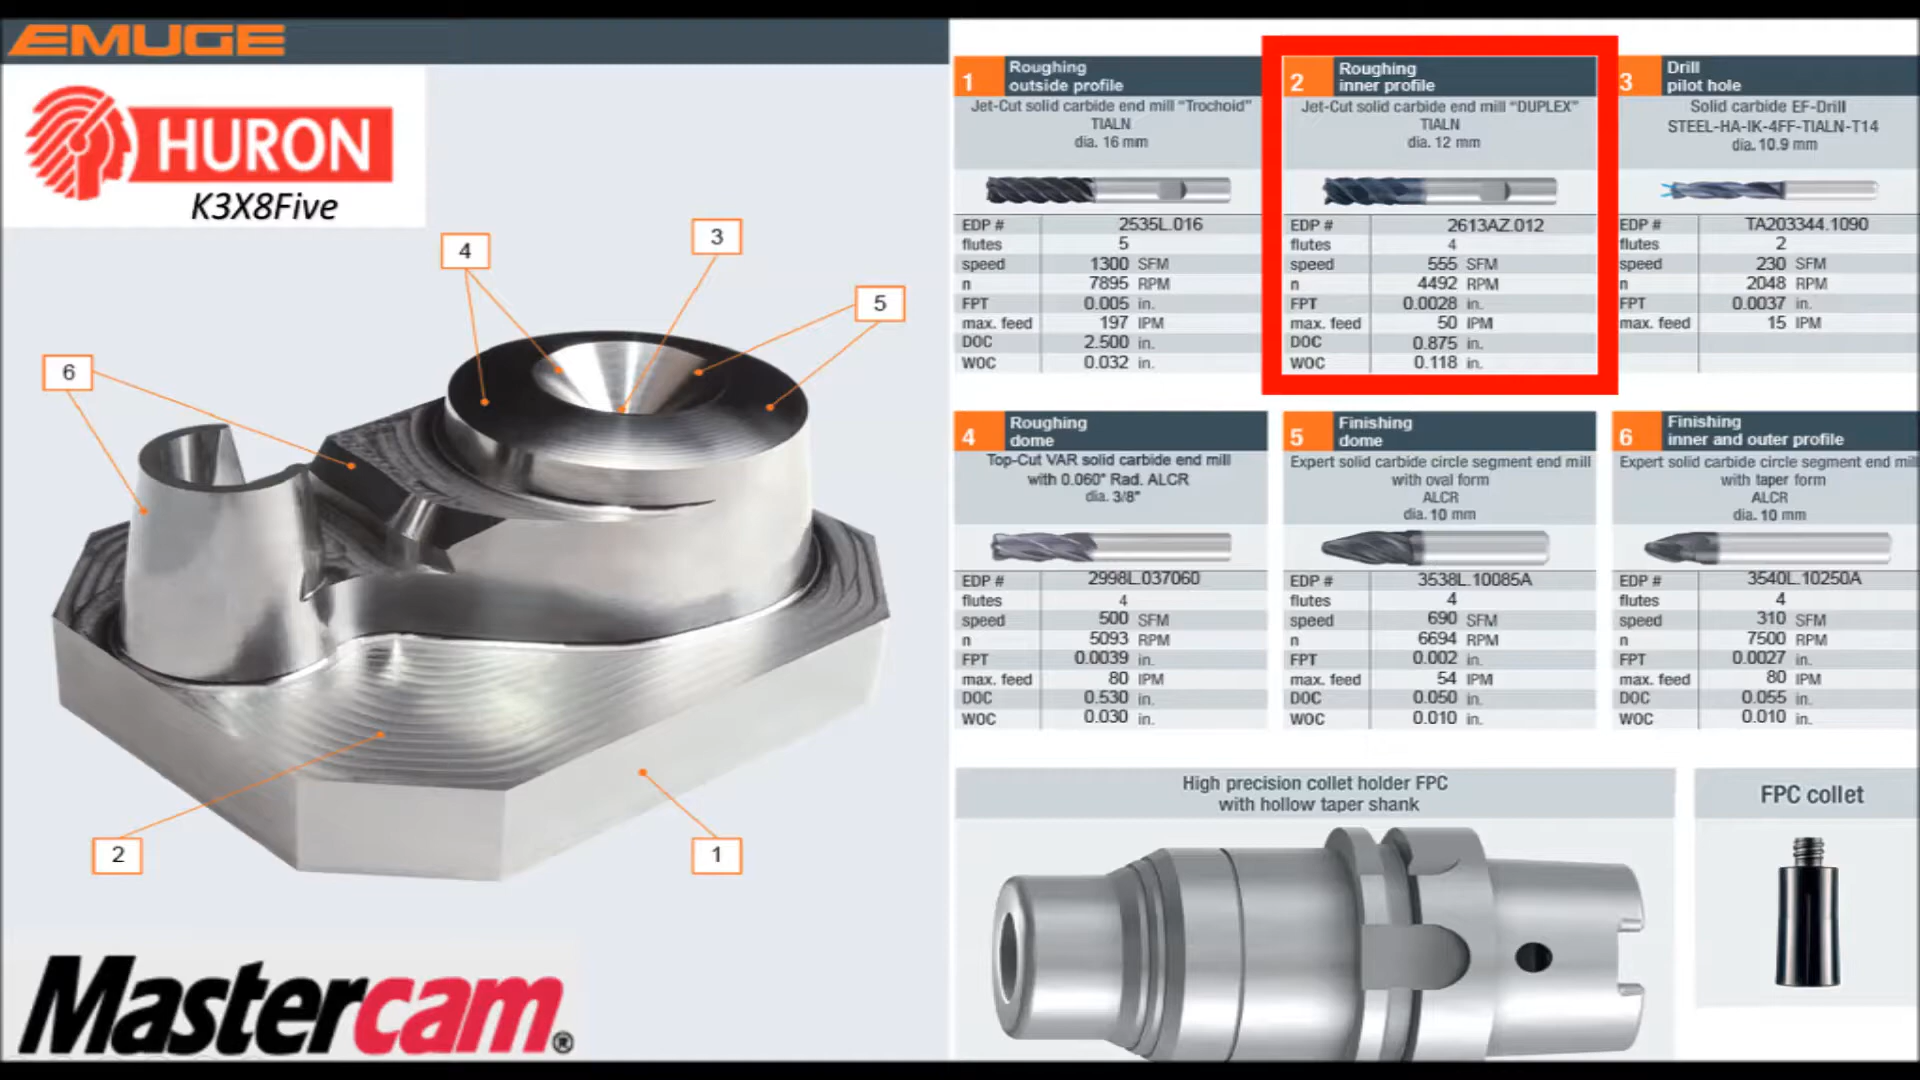 EMUGE
HURON
K3X8Five
4
3
5
6
2
1
Mastercam®
1 Roughing
outside profile
Jet-Cut solid carbide end mill “Trochoid”
TIALN
dia. 16 mm
EDP # 2535L.016
flutes 5
speed 1300 SFM
n 7895 RPM
FPT 0.005 in.
max. feed 197 IPM
DOC 2.500 in.
WOC 0.032 in.
2 Roughing
inner profile
Jet-Cut solid carbide end mill “DUPLEX”
TIALN
dia. 12 mm
EDP # 2613AZ.012
flutes 4
speed 555 SFM
n 4492 RPM
FPT 0.0028 in.
max. feed 50 IPM
DOC 0.875 in.
WOC 0.118 in.
3 Drill
pilot hole
Solid carbide EF-Drill
STEEL-HA-IK-4FF-TIALN-T14
dia. 10.9 mm
EDP # TA203344.1090
flutes 2
speed 230 SFM
n 2048 RPM
FPT 0.0037 in.
max. feed 15 IPM
4 Roughing
dome
Top-Cut VAR solid carbide end mill
with 0.060" Rad. ALCR
dia. 3/8"
EDP # 2998L.037060
flutes 4
speed 500 SFM
n 5093 RPM
FPT 0.0039 in.
max. feed 80 IPM
DOC 0.530 in.
WOC 0.030 in.
5 Finishing
dome
Expert solid carbide circle segment end mill
with oval form
ALCR
dia. 10 mm
EDP # 3538L.10085A
flutes 4
speed 690 SFM
n 6694 RPM
FPT 0.002 in.
max. feed 54 IPM
DOC 0.050 in.
WOC 0.010 in.
6 Finishing
inner and outer profile
Expert solid carbide circle segment end mill
with taper form
ALCR
dia. 10 mm
EDP # 3540L.10250A
flutes 4
speed 310 SFM
n 7500 RPM
FPT 0.0027 in.
max. feed 80 IPM
DOC 0.055 in.
WOC 0.010 in.
High precision collet holder FPC
with hollow taper shank
FPC collet